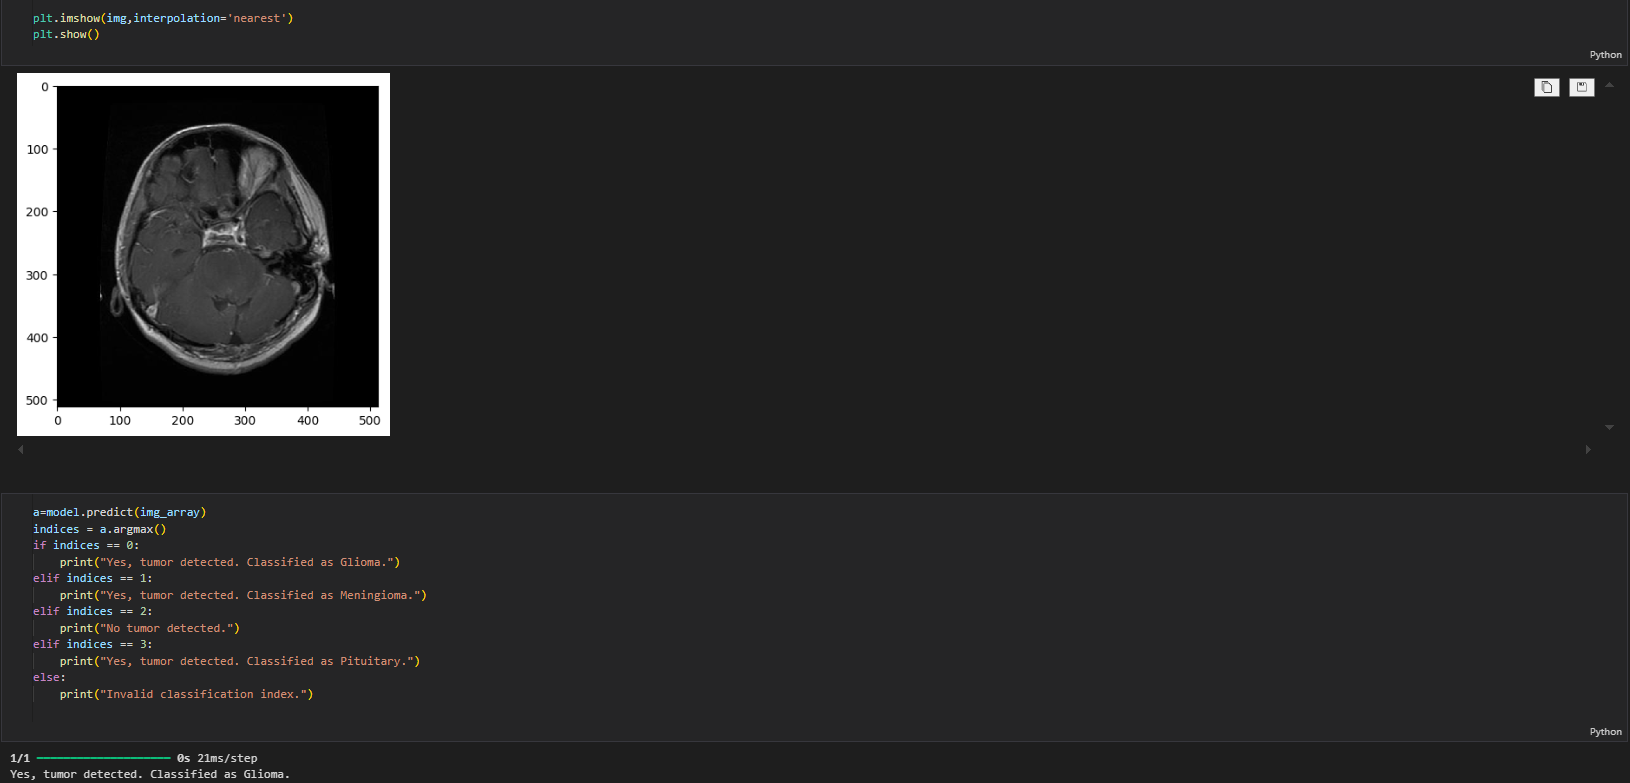 plt.imshow(img,interpolation='nearest')
plt.show()
Python
0
100
200
300
400
500
0 100 200 300 400 500
a=model.predict(img_array)
indices = a.argmax()
if indices == 0:
    print("Yes, tumor detected. Classified as Glioma.")
elif indices == 1:
    print("Yes, tumor detected. Classified as Meningioma.")
elif indices == 2:
    print("No tumor detected.")
elif indices == 3:
    print("Yes, tumor detected. Classified as Pituitary.")
else:
    print("Invalid classification index.")
Python
1/1 0s 21ms/step
Yes, tumor detected. Classified as Glioma.